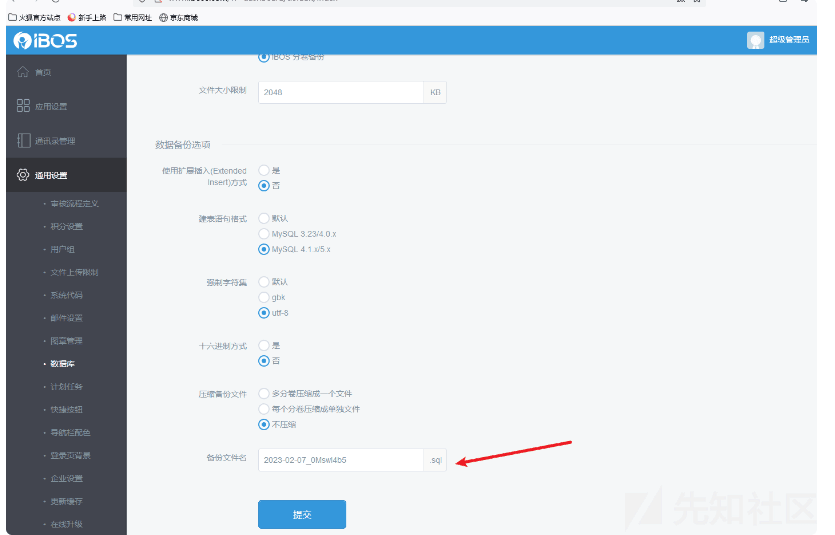 火狐官方站点 新手上路 常用网址 京东商城
IBOS
超级管理员
首页
应用设置
通讯录管理
通用设置
审批流程定义
积分设置
用户组
文件上传限制
系统代码
邮件设置
图章管理
数据库
计划任务
快捷按钮
导航栏配色
登录页背景
企业设置
更新缓存
在线升级
IBOS 分卷备份
文件大小限制
2048 KB
数据备份选项
使用扩展插入(Extended
Insert)方式
是
否
建表语句格式
默认
MySQL 3.23/4.0.x
MySQL 4.1.x/5.x
强制字符集
默认
gbk
utf-8
十六进制方式
是
否
压缩备份文件
多分卷压缩成一个文件
每个分卷压缩成单独文件
不压缩
备份文件名
2023-02-07_0Mswl4b5 .sql
提交
先知社区